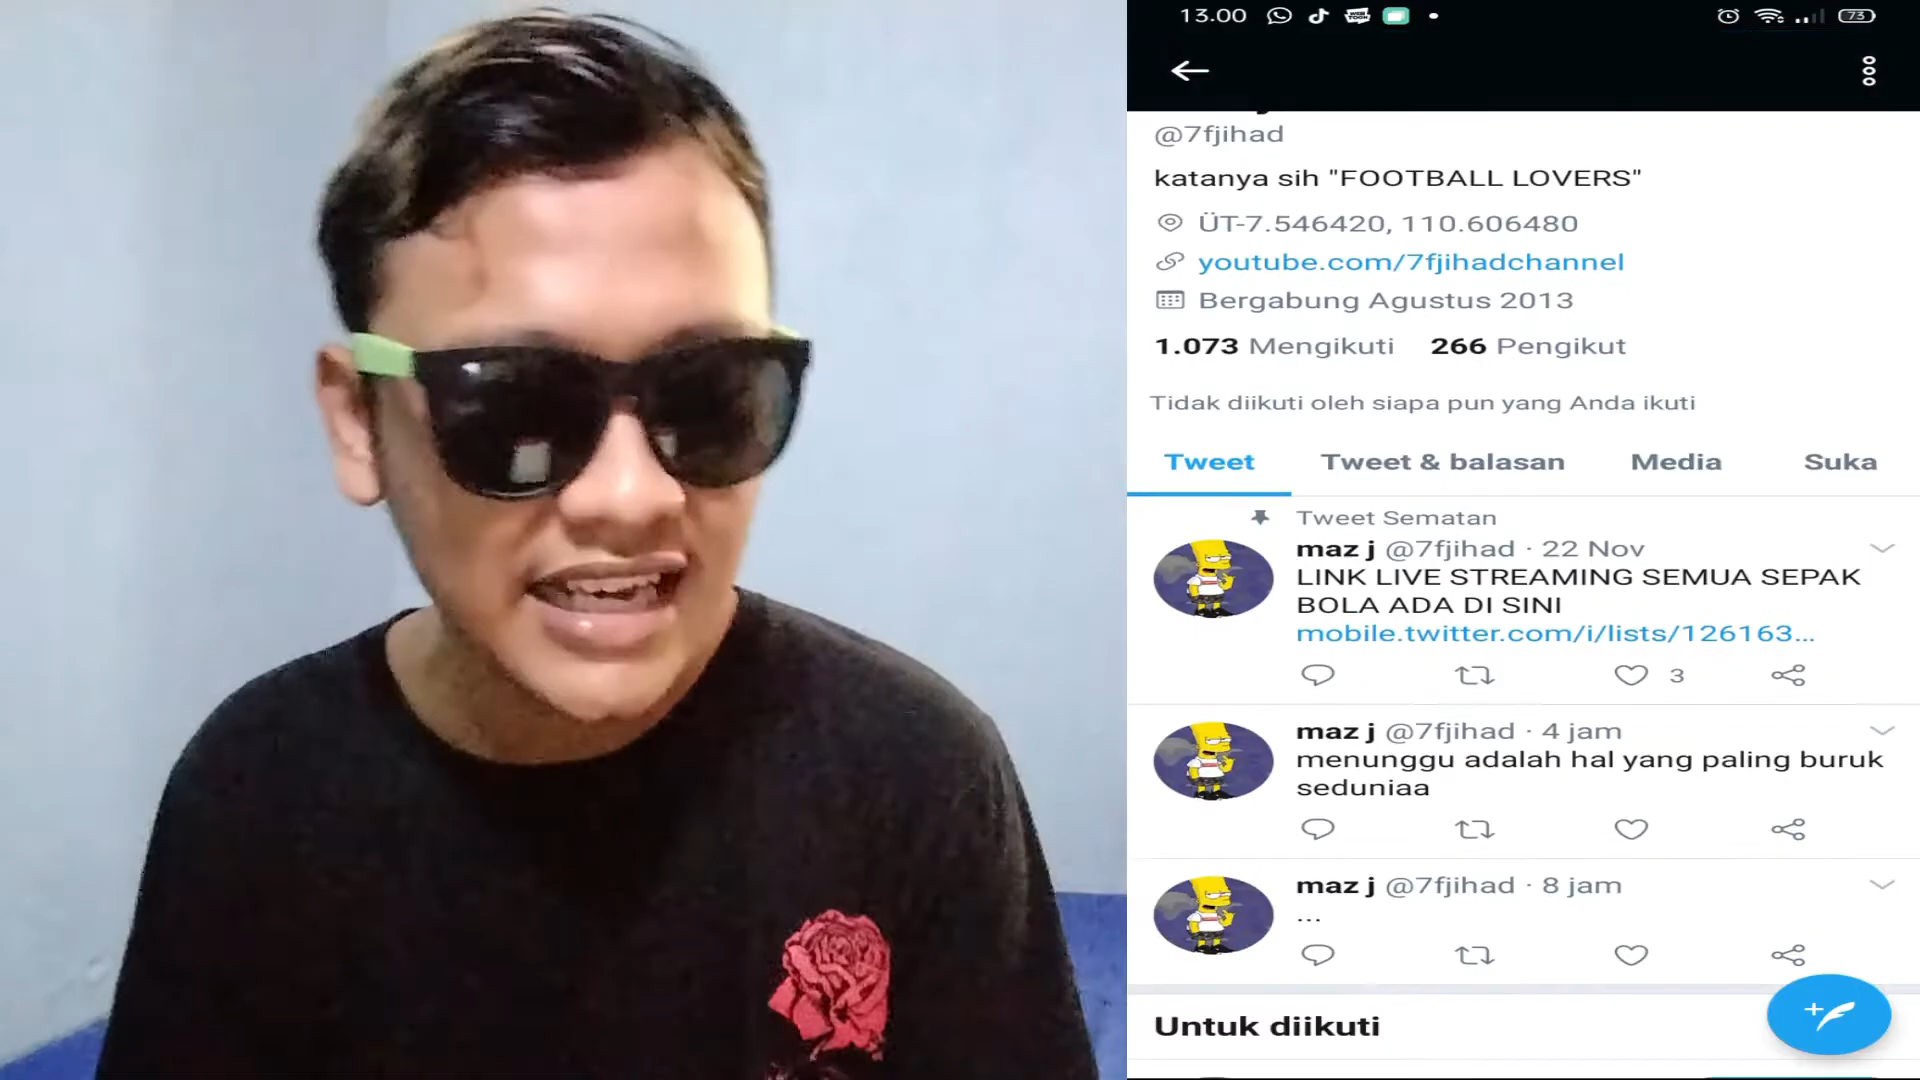 13.00
73
@7fjihad
katanya sih "FOOTBALL LOVERS"
ÜT-7.546420, 110.606480
youtube.com/7fjihadchannel
Bergabung Agustus 2013
1.073 Mengikuti 266 Pengikut
Tidak diikuti oleh siapa pun yang Anda ikuti
Tweet Tweet & balasan Media Suka
Tweet Sematan
maz j @7fjihad · 22 Nov
LINK LIVE STREAMING SEMUA SEPAK
BOLA ADA DI SINI
mobile.twitter.com/i/lists/126163...
3
maz j @7fjihad · 4 jam
menunggu adalah hal yang paling buruk
seduniaa
maz j @7fjihad · 8 jam
...
Untuk diikuti